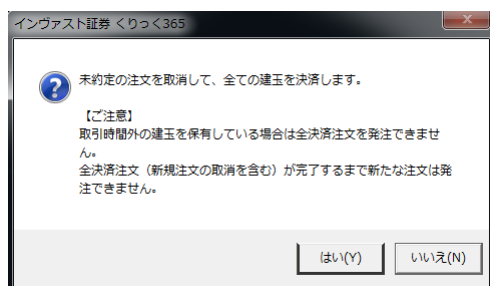 インヴァスト証券 くりっく365
未約定の注文を取消して、全ての建玉を決済します。
【ご注意】
取引時間外の建玉を保有している場合は全決済注文を発注できませ
ん。
全決済注文（新規注文の取消を含む）が完了するまで新たな注文は発
注できません。
はい(Y)
いいえ(N)